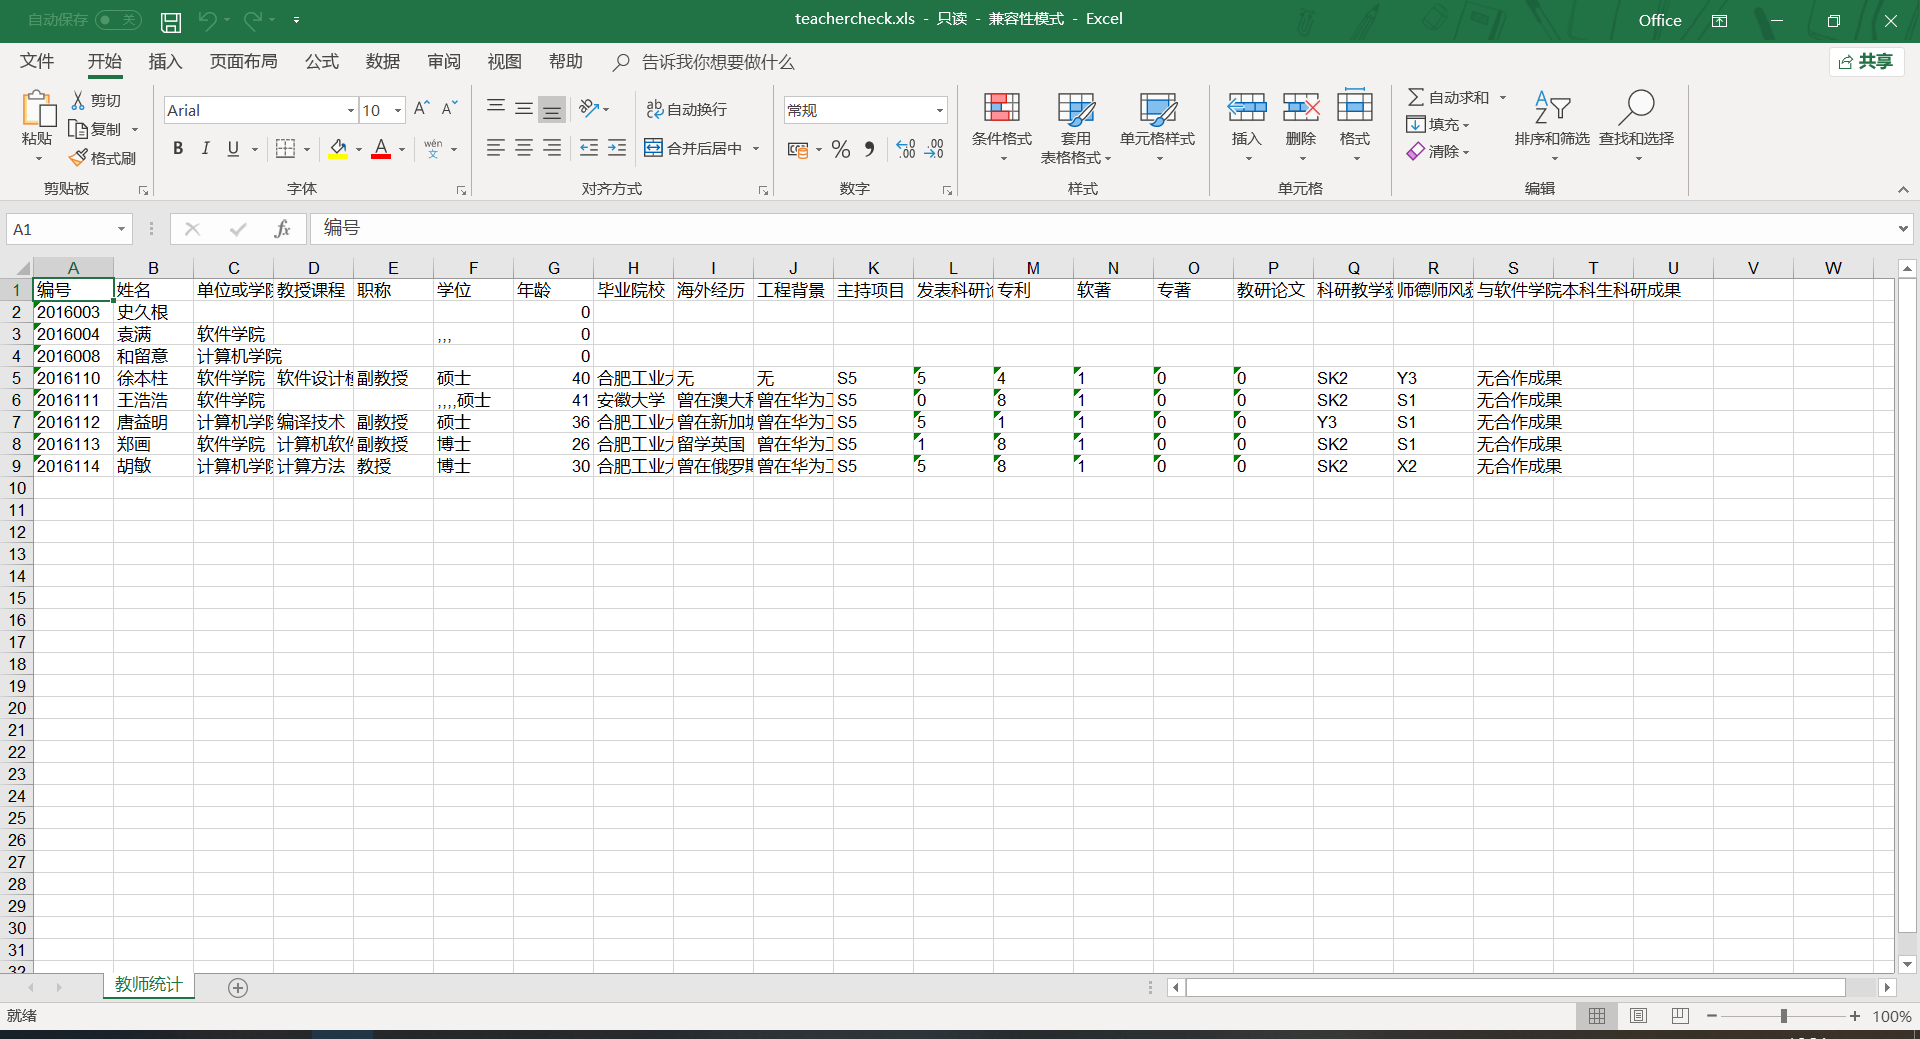 自动保存 关
teachercheck.xls - 只读 - 兼容性模式 - Excel
Office
文件 开始 插入 页面布局 公式 数据 审阅 视图 帮助 告诉我你想要做什么 共享
粘贴 剪切 复制 格式刷
Arial 10
B I U A wén 文
ab 自动换行
合并后居中
常规
条件格式 套用 表格格式 单元格样式
插入 删除 格式
自动求和 填充 清除
排序和筛选 查找和选择
剪贴板 字体 对齐方式 数字 样式 单元格 编辑
A1 fx 编号
A B C D E F G H I J K L M N O P Q R S T U V W
1 编号 姓名 单位或学院 教授课程 职称 学位 年龄 毕业院校 海外经历 工程背景 主持项目 发表科研 专利 软著 专著 教研论文 科研教学 师德师风 与软件学院本科生科研成果
2 2016003 史久根 0
3 2016004 袁满 软件学院 ,,, 0
4 2016008 和留意 计算机学院 0
5 2016110 徐本柱 软件学院 软件设计 副教授 硕士 40 合肥工业大 无 无 S5 5 4 1 0 0 SK2 Y3 无合作成果
6 2016111 王浩浩 软件学院 ,,,,硕士 41 安徽大学 曾在澳大利 曾在华为工 S5 0 8 1 0 0 SK2 S1 无合作成果
7 2016112 唐益明 计算机学院 编译技术 副教授 硕士 36 合肥工业大 曾在新加坡 曾在华为工 S5 5 1 1 0 0 Y3 S1 无合作成果
8 2016113 郑画 软件学院 计算机软件 副教授 博士 26 合肥工业大 留学英国 曾在华为工 S5 1 8 1 0 0 SK2 S1 无合作成果
9 2016114 胡敏 计算机学院 计算方法 教授 博士 30 合肥工业大 曾在俄罗斯 曾在华为工 S5 5 8 1 0 0 SK2 X2 无合作成果
10
11
12
13
14
15
16
17
18
19
20
21
22
23
24
25
26
27
28
29
30
31
32
教师统计
就绪
100%